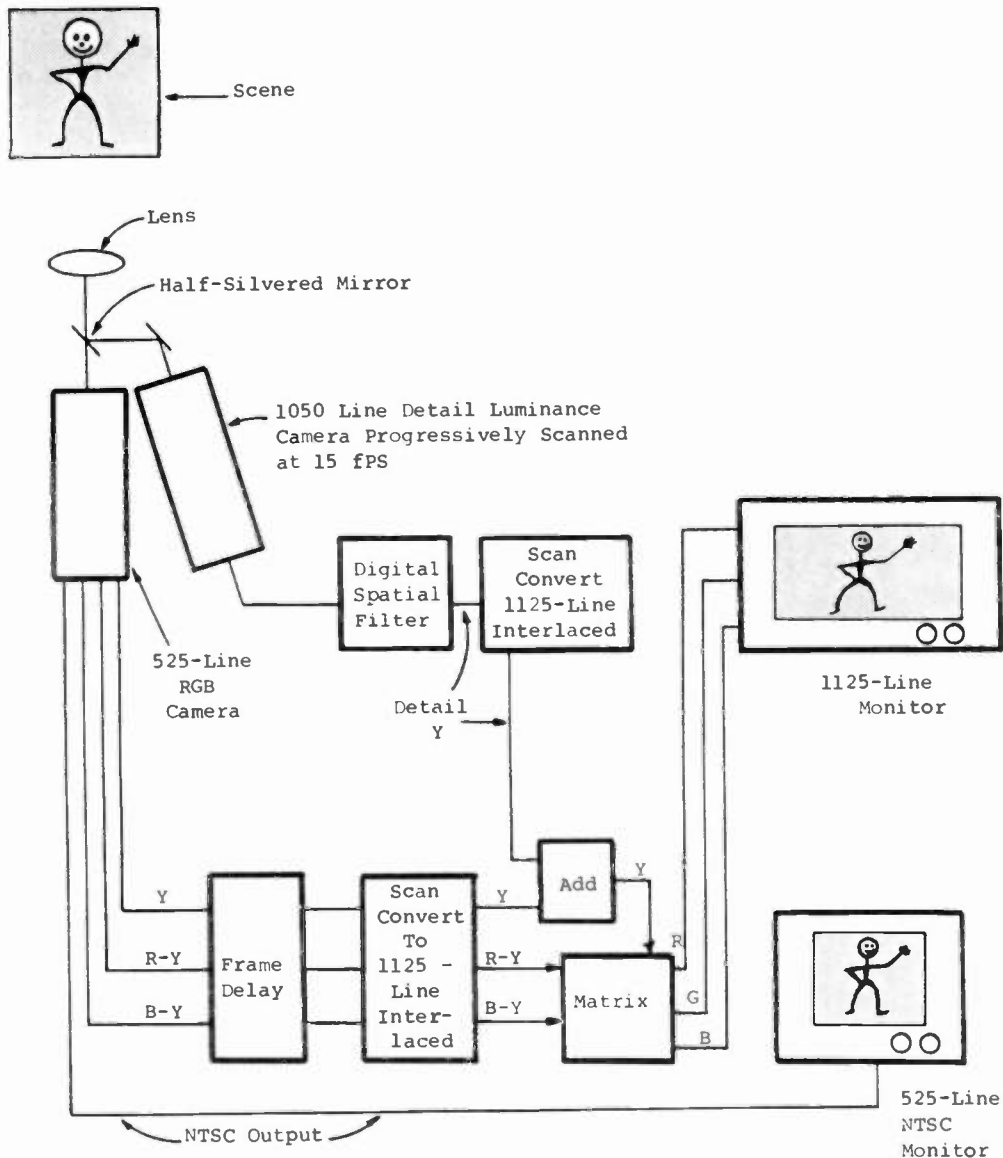 Scene
Lens
Half-Silvered Mirror
1050 Line Detail Luminance
Camera Progressively Scanned
at 15 fPS
Digital
Spatial
Filter
Scan
Convert
1125-Line
Interlaced
525-Line
RGB
Camera
Detail
Y
1125-Line
Monitor
Y
R-Y
B-Y
Frame
Delay
Scan
Convert
To
1125 -
Line
Inter-
laced
Y
R-Y
B-Y
Add
Y
Matrix
R
G
B
NTSC Output
525-Line
NTSC
Monitor